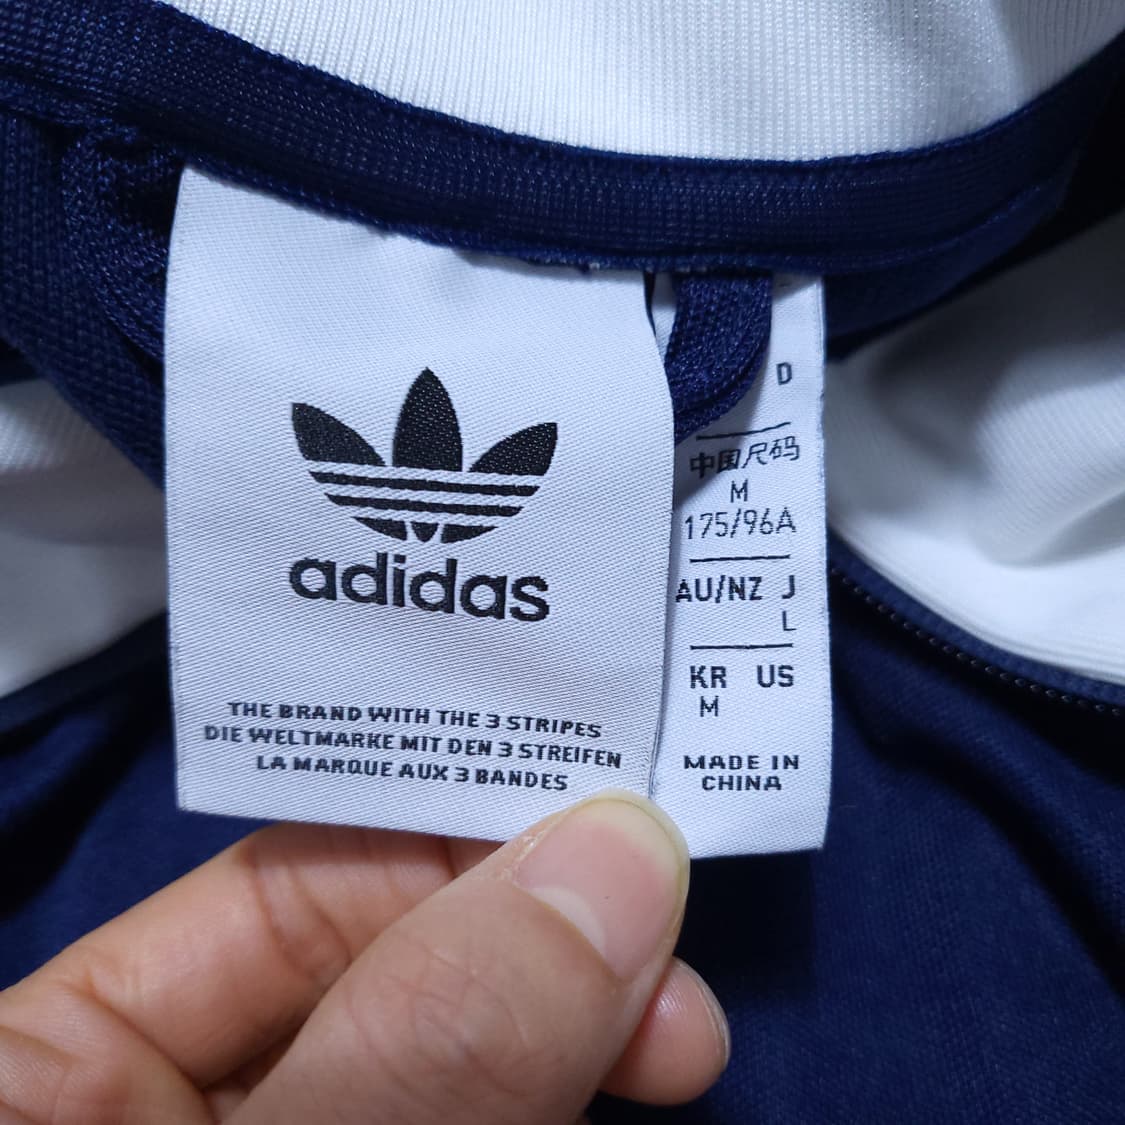 adidas
THE BRAND WITH THE 3 STRIPES
DIE WELTMARKE MIT DEN 3 STREIFEN
LA MARQUE AUX 3 BANDES
D
中国尺码
M
175/96A
AU/NZ J
L
KR US
M
MADE IN
CHINA